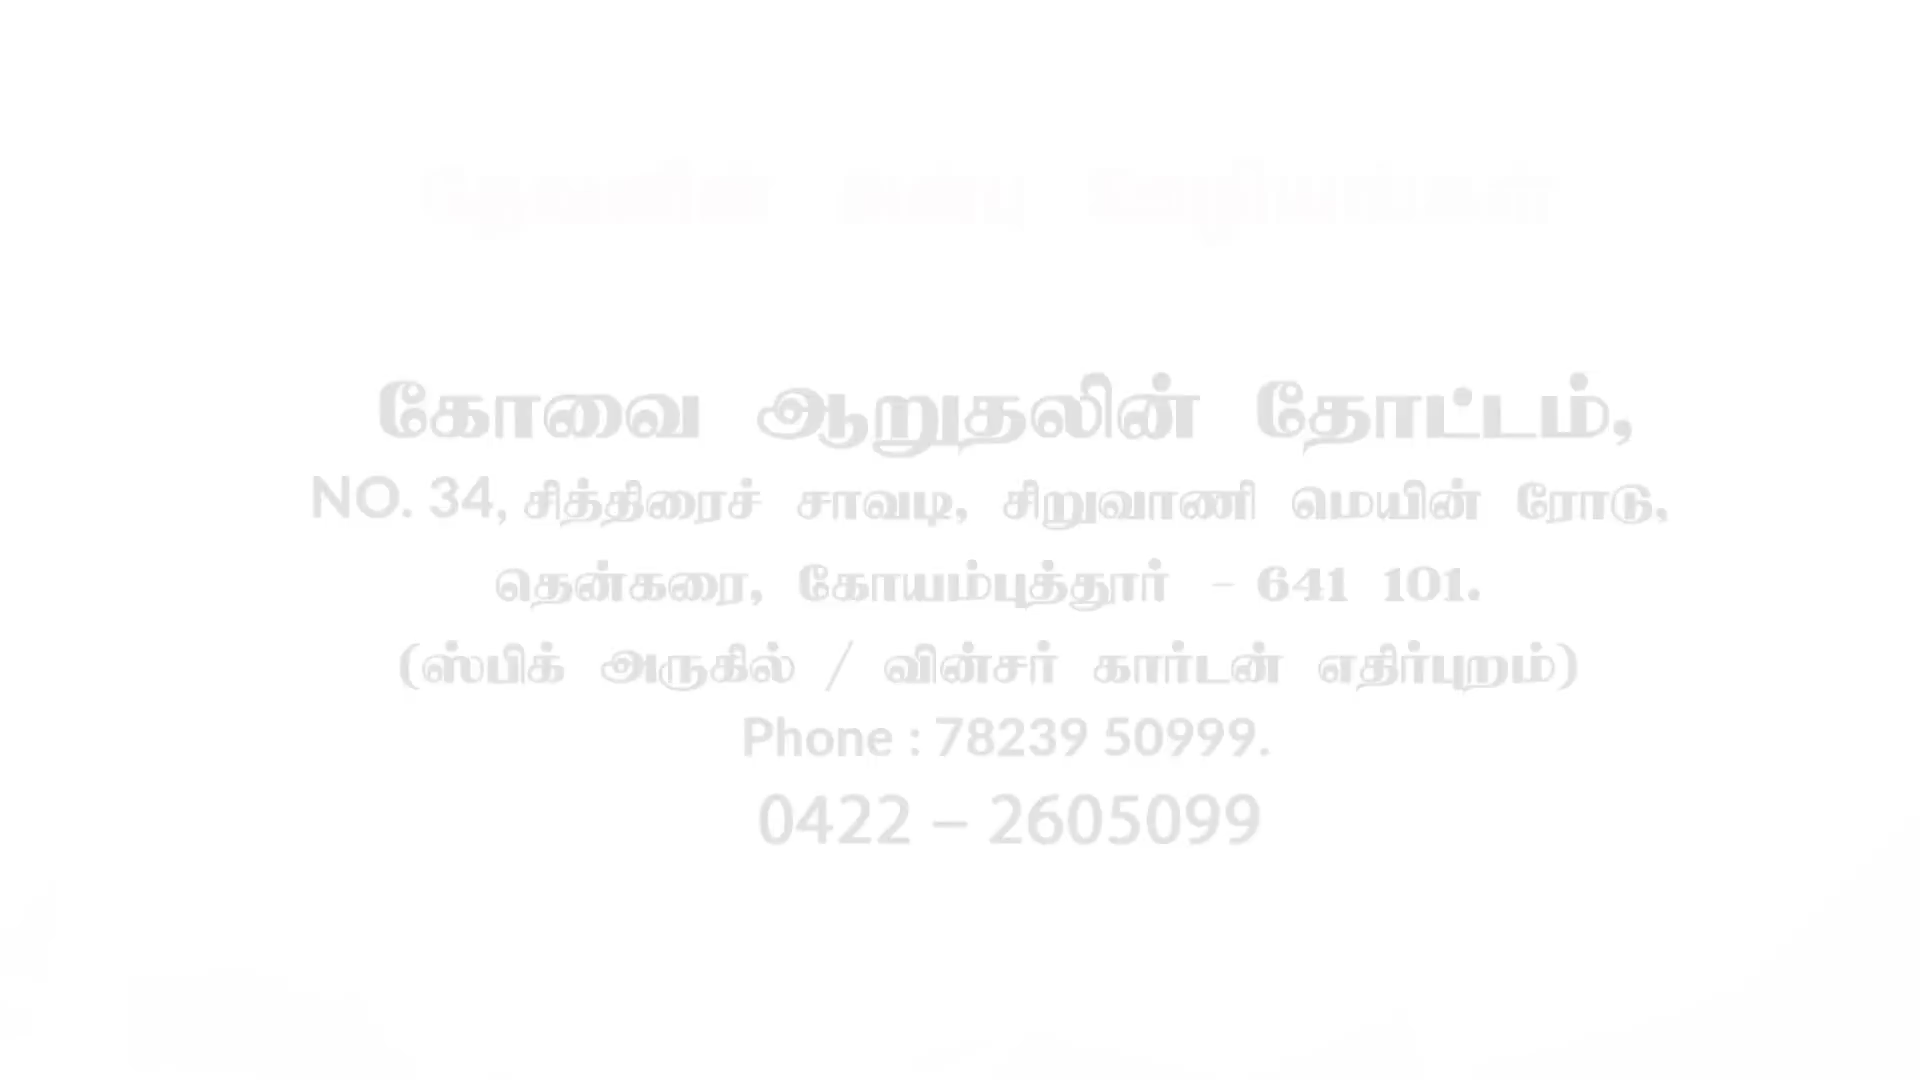 கோவை ஆறுதலின் தோட்டம்,
NO. 34, சித்திரைச் சாவடி, சிறுவாணி மெயின் ரோடு,
தென்கரை, கோயம்புத்தூர் - 641 101.
(ஸ்பிக் அருகில் / வின்சர் கார்டன் எதிர்புறம்)
Phone : 78239 50999.
0422 – 2605099